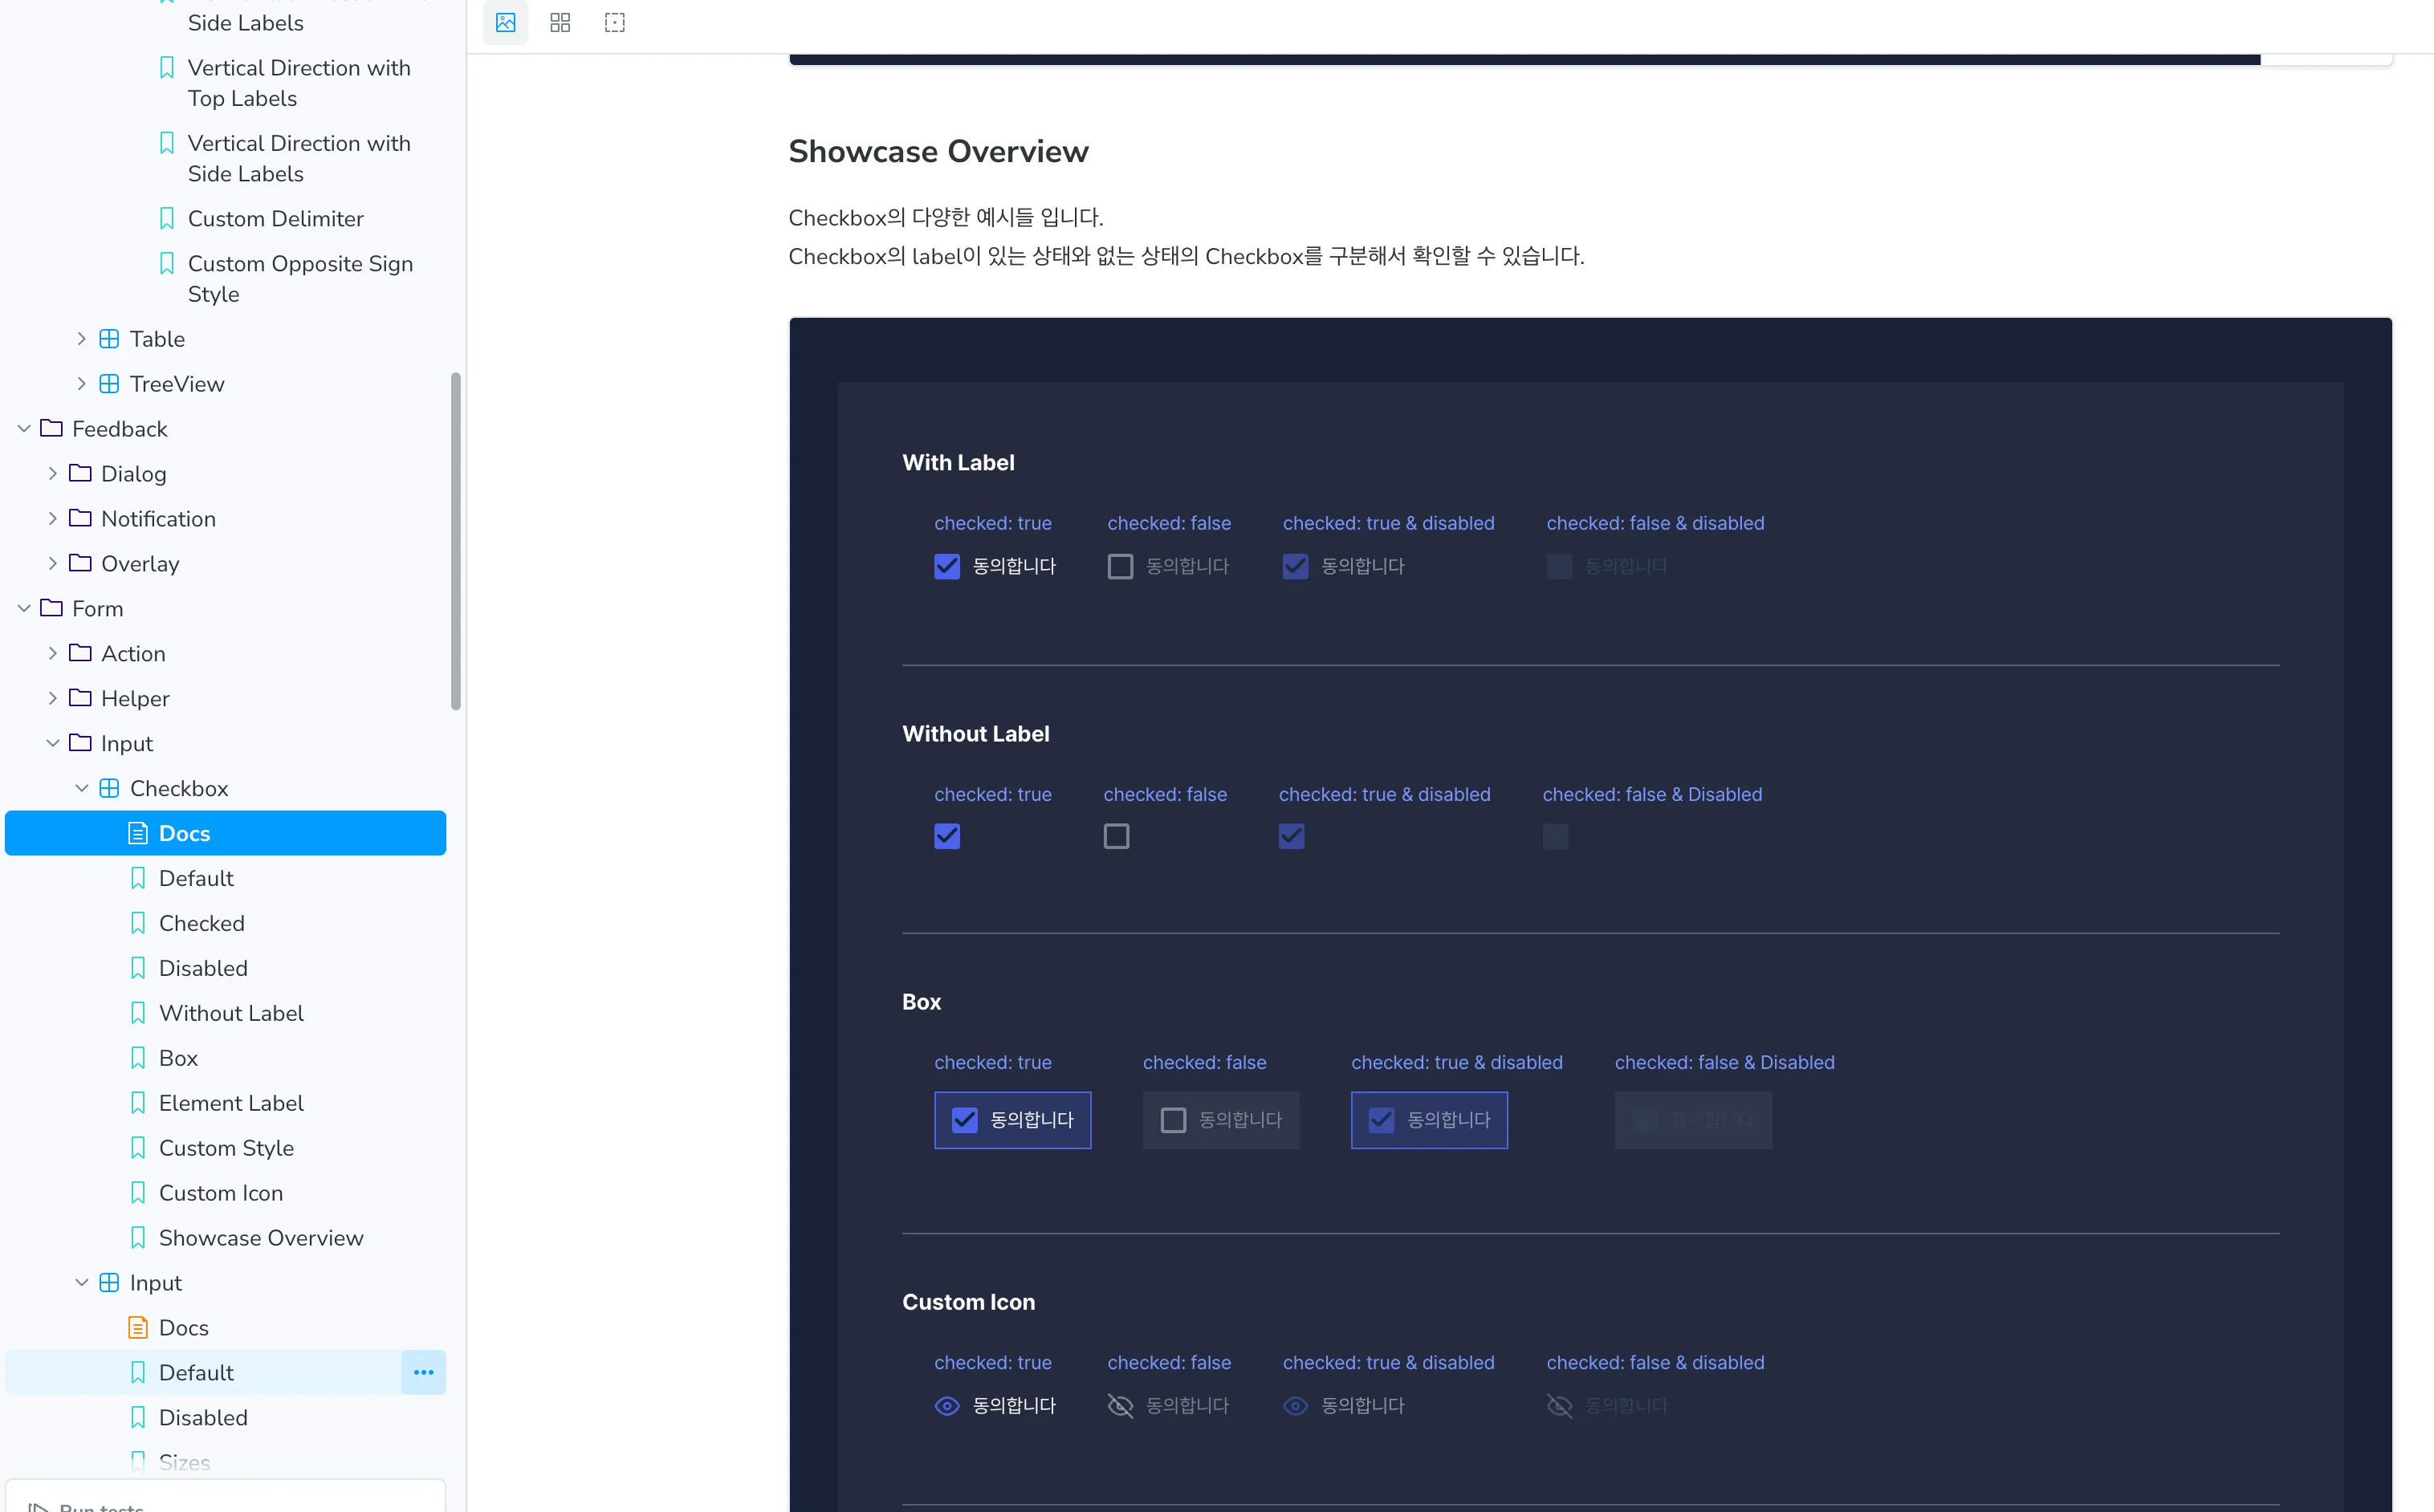 Side Labels
Vertical Direction with
Top Labels
Vertical Direction with
Side Labels
Custom Delimiter
Custom Opposite Sign
Style
Table
TreeView
Feedback
Dialog
Notification
Overlay
Form
Action
Helper
Input
Checkbox
Docs
Default
Checked
Disabled
Without Label
Box
Element Label
Custom Style
Custom Icon
Showcase Overview
Input
Docs
Default
Disabled
Sizes
Run tests
Showcase Overview
Checkbox의 다양한 예시들 입니다.
Checkbox의 label이 있는 상태와 없는 상태의 Checkbox를 구분해서 확인할 수 있습니다.
With Label
checked: true checked: false checked: true & disabled checked: false & disabled
동의합니다 동의합니다 동의합니다 동의합니다
Without Label
checked: true checked: false checked: true & disabled checked: false & Disabled
Box
checked: true checked: false checked: true & disabled checked: false & Disabled
동의합니다 동의합니다 동의합니다 동의합니다
Custom Icon
checked: true checked: false checked: true & disabled checked: false & disabled
동의합니다 동의합니다 동의합니다 동의합니다